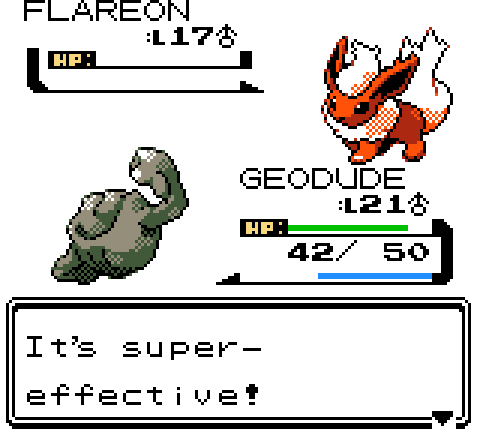 FLAREON
:L17♂
HP:
GEODUDE
:L21♂
HP:
42/ 50
It's super-
effective!